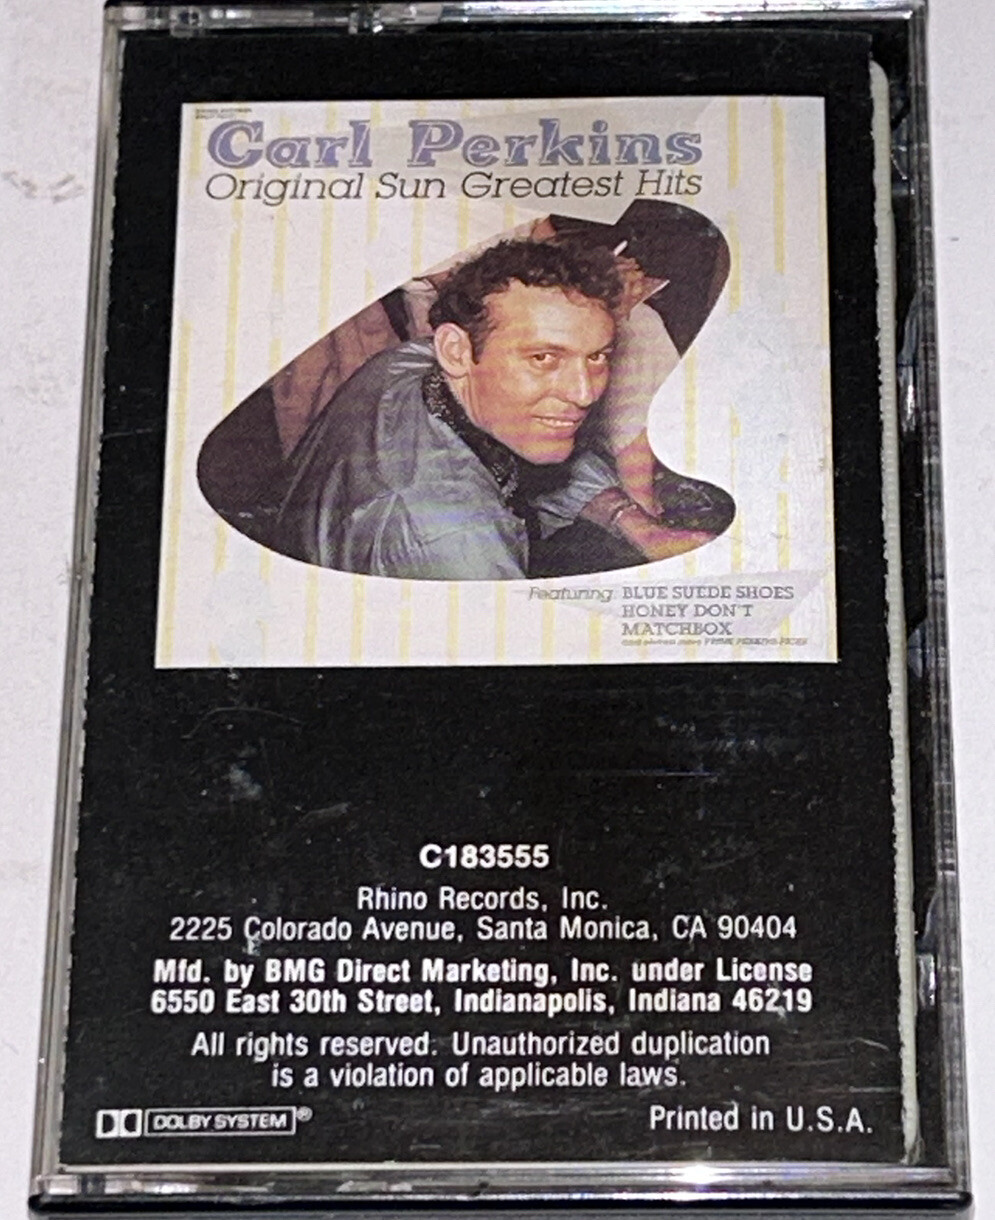 Carl Perkins
Original Sun Greatest Hits
Featuring: BLUE SUEDE SHOES
HONEY DON'T
MATCHBOX
C183555
Rhino Records, Inc.
2225 Colorado Avenue, Santa Monica, CA 90404
Mfd. by BMG Direct Marketing, Inc. under License
6550 East 30th Street, Indianapolis, Indiana 46219
All rights reserved. Unauthorized duplication
is a violation of applicable laws.
DOLBY SYSTEM® Printed in U.S.A.